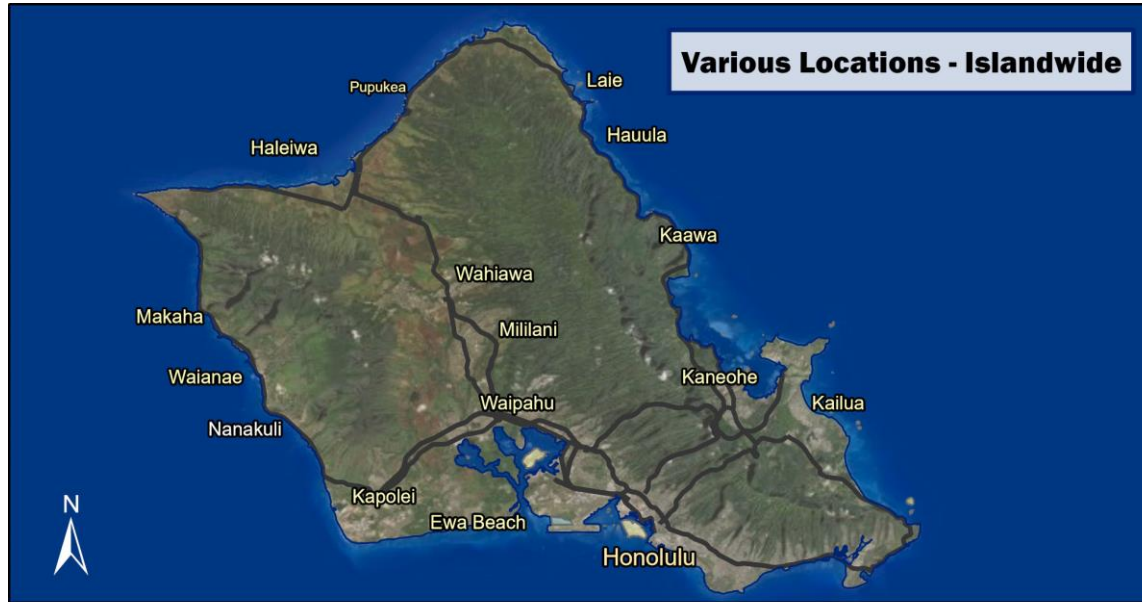 Various Locations - Islandwide
Laie
Pupukea
Hauula
Haleiwa
Kaawa
Wahiawa
Makaha
Mililani
Waianae
Kaneohe
Waipahu
Kailua
Nanakuli
Kapolei
N
Ewa Beach
Honolulu